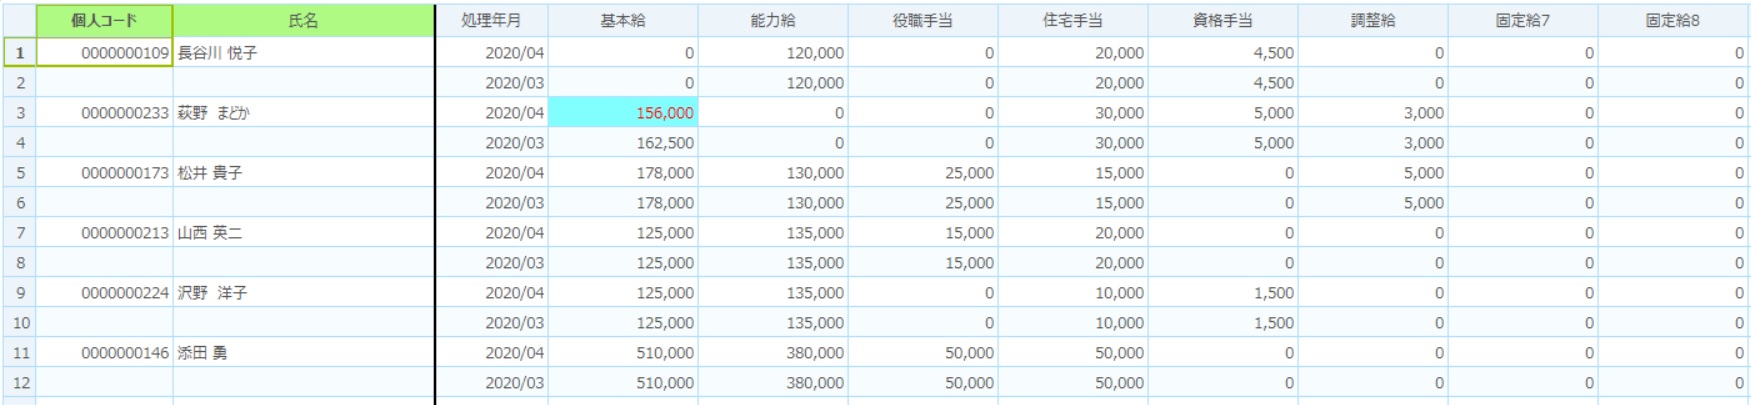 個人コード 氏名 処理年月 基本給 能力給 役職手当 住宅手当 資格手当 調整給 固定給7 固定給8
1 0000000109 長谷川 悦子 2020/04 0 120,000 0 20,000 4,500 0 0 0
2 2020/03 0 120,000 0 20,000 4,500 0 0 0
3 0000000233 萩野 まどか 2020/04 156,000 0 0 30,000 5,000 3,000 0 0
4 2020/03 162,500 0 0 30,000 5,000 3,000 0 0
5 0000000173 松井 貴子 2020/04 178,000 130,000 25,000 15,000 0 5,000 0 0
6 2020/03 178,000 130,000 25,000 15,000 0 5,000 0 0
7 0000000213 山西 英二 2020/04 125,000 135,000 15,000 20,000 0 0 0 0
8 2020/03 125,000 135,000 15,000 20,000 0 0 0 0
9 0000000224 沢野 洋子 2020/04 125,000 135,000 0 10,000 1,500 0 0 0
10 2020/03 125,000 135,000 0 10,000 1,500 0 0 0
11 0000000146 添田 勇 2020/04 510,000 380,000 50,000 50,000 0 0 0 0
12 2020/03 510,000 380,000 50,000 50,000 0 0 0 0